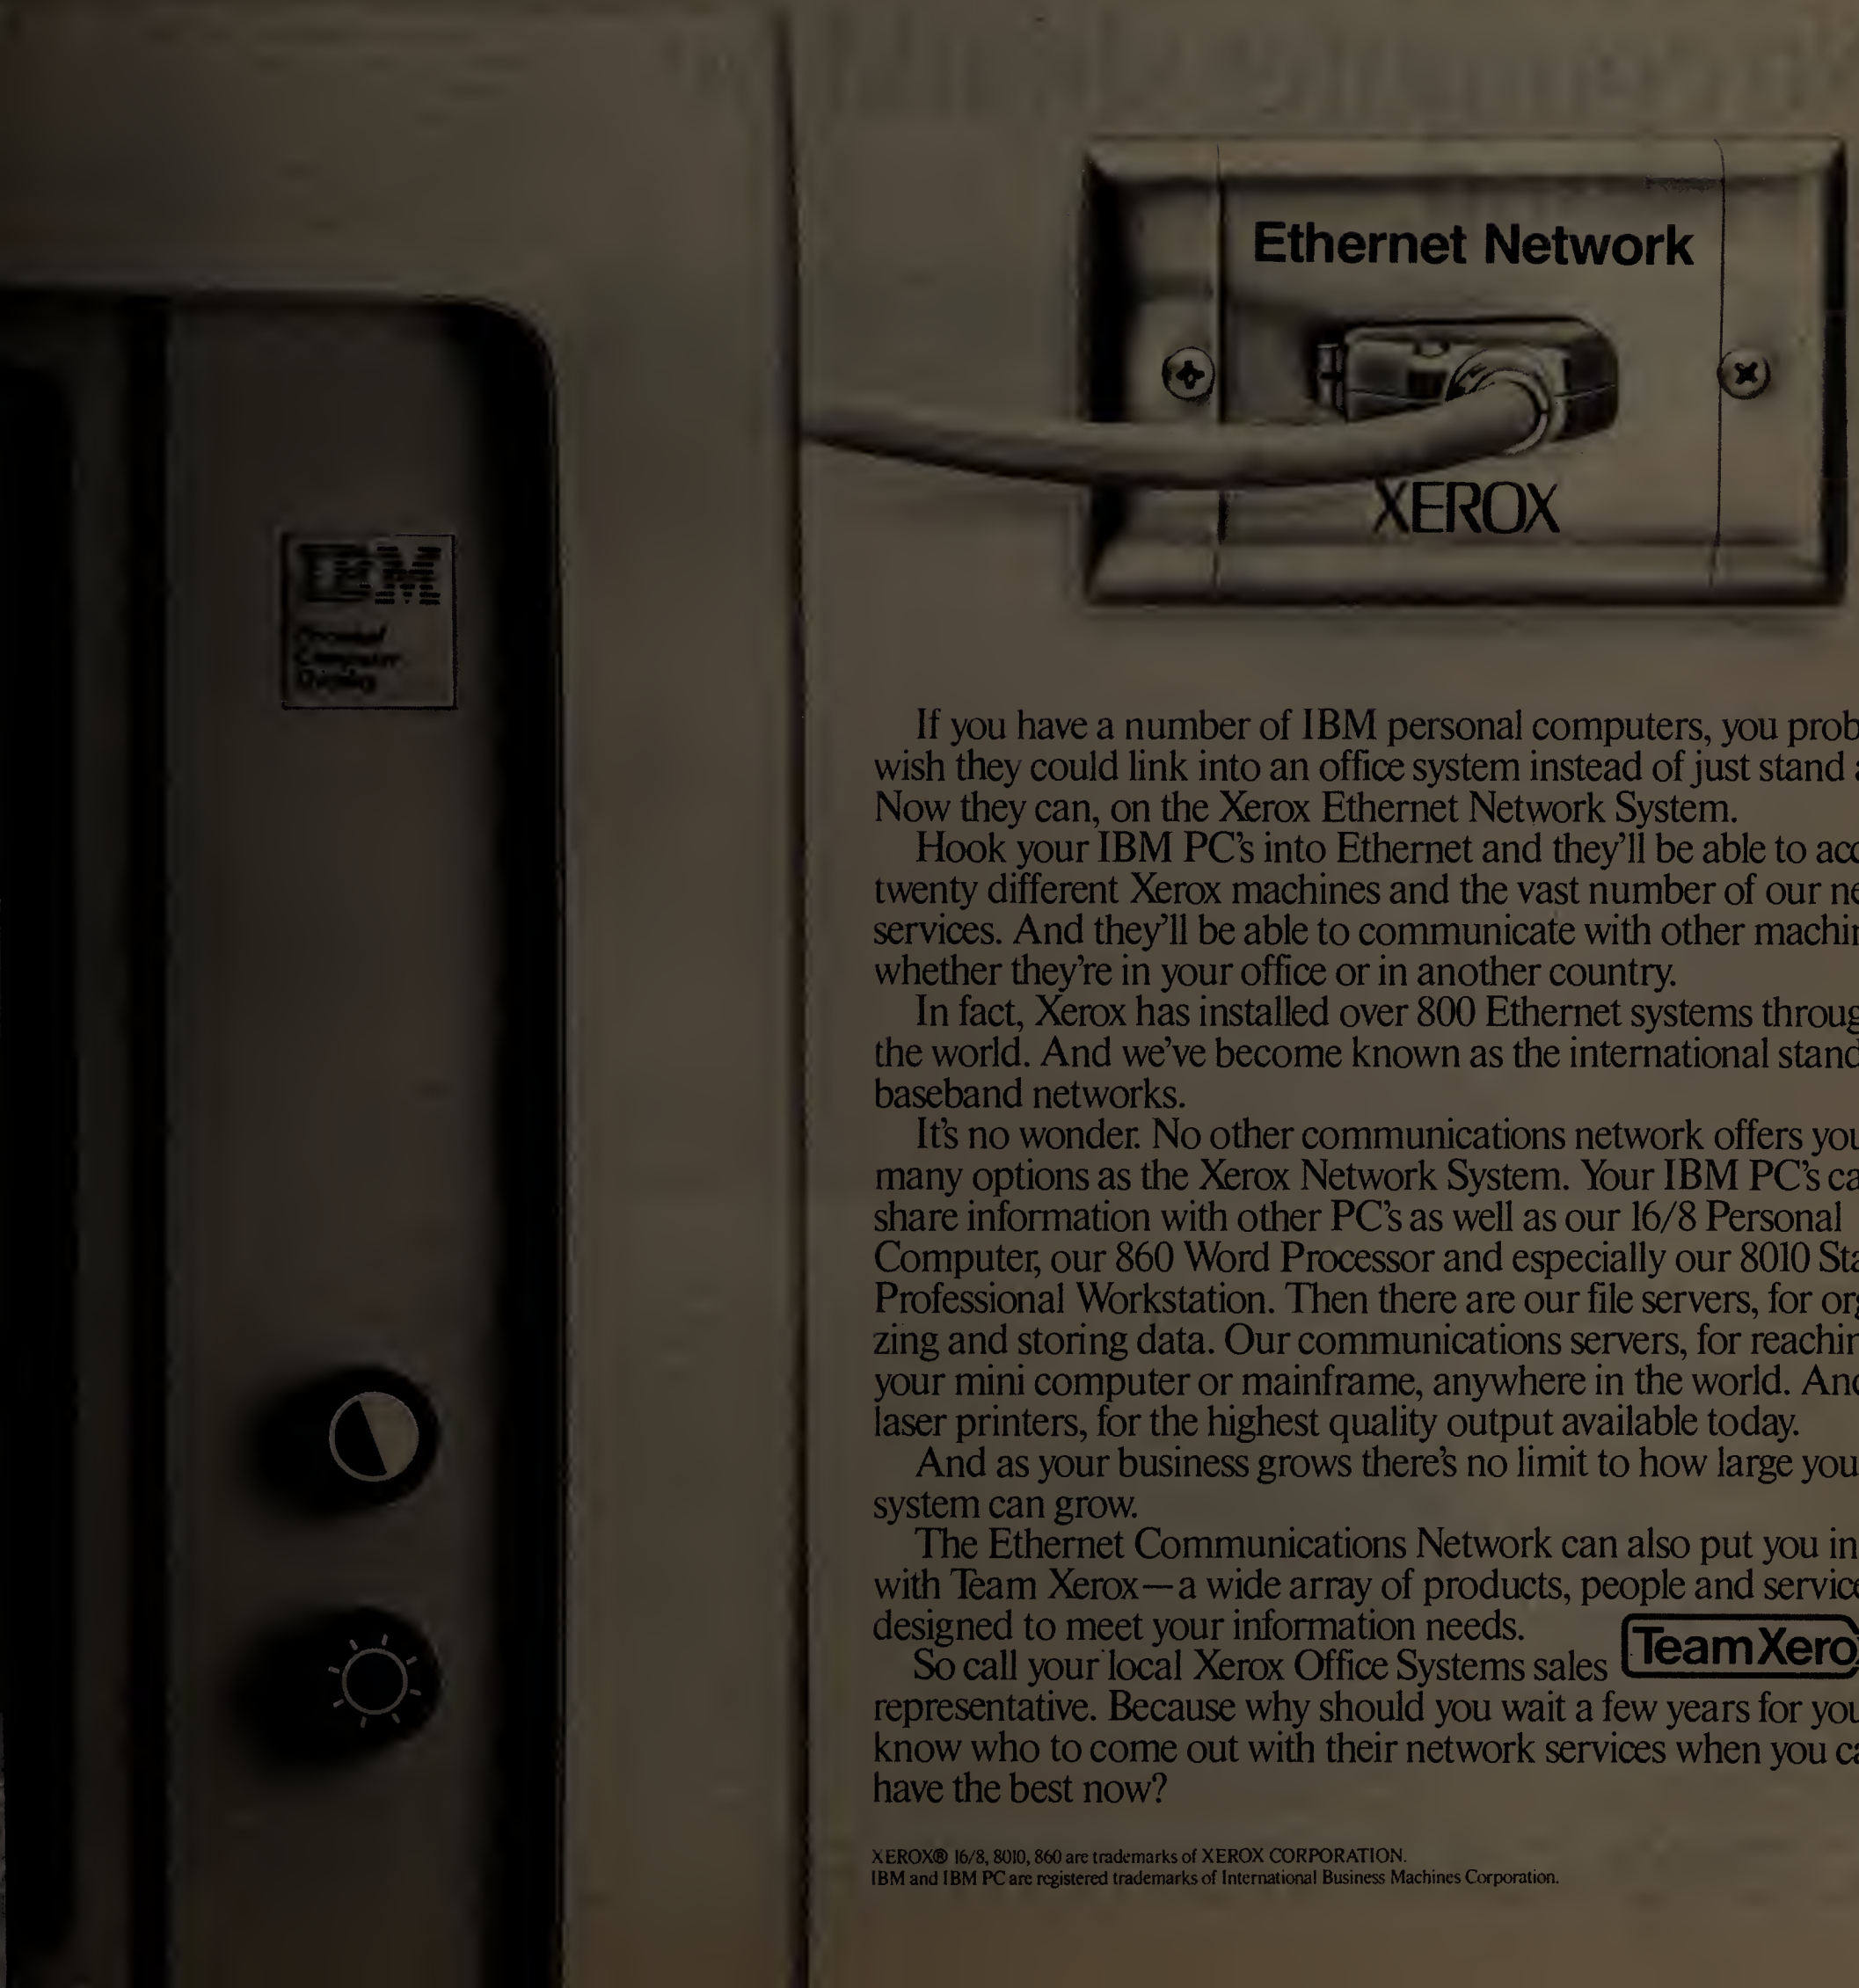 Ethernet Network
XEROX
IBM
Personal
Computer
Display
If you have a number of IBM personal computers, you prob
wish they could link into an office system instead of just stand a
Now they can, on the Xerox Ethernet Network System.
Hook your IBM PC's into Ethernet and they'll be able to acc
twenty different Xerox machines and the vast number of our ne
services. And they'll be able to communicate with other machin
whether they're in your office or in another country.
In fact, Xerox has installed over 800 Ethernet systems throug
the world. And we've become known as the international stand
baseband networks.
It's no wonder. No other communications network offers you
many options as the Xerox Network System. Your IBM PC's ca
share information with other PC's as well as our 16/8 Personal
Computer, our 860 Word Processor and especially our 8010 Sta
Professional Workstation. Then there are our file servers, for org
zing and storing data. Our communications servers, for reachin
your mini computer or mainframe, anywhere in the world. And
laser printers, for the highest quality output available today.
And as your business grows there's no limit to how large you
system can grow.
The Ethernet Communications Network can also put you in
with Team Xerox—a wide array of products, people and service
designed to meet your information needs.
Team Xero
So call your local Xerox Office Systems sales
representative. Because why should you wait a few years for you
know who to come out with their network services when you ca
have the best now?
XEROX® 16/8, 8010, 860 are trademarks of XEROX CORPORATION.
IBM and IBM PC are registered trademarks of International Business Machines Corporation.